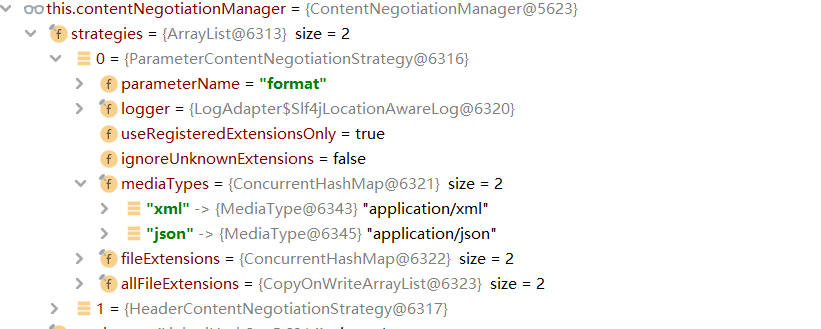 this.contentNegotiationManager = {ContentNegotiationManager@5623}
strategies = {ArrayList@6313} size = 2
0 = {ParameterContentNegotiationStrategy@6316}
parameterName = "format"
logger = {LogAdapter$Slf4jLocationAwareLog@6320}
useRegisteredExtensionsOnly = true
ignoreUnknownExtensions = false
mediaTypes = {ConcurrentHashMap@6321} size = 2
"xml" -> {MediaType@6343} "application/xml"
"json" -> {MediaType@6345} "application/json"
fileExtensions = {ConcurrentHashMap@6322} size = 2
allFileExtensions = {CopyOnWriteArrayList@6323} size = 2
1 = {HeaderContentNegotiationStrategy@6317}